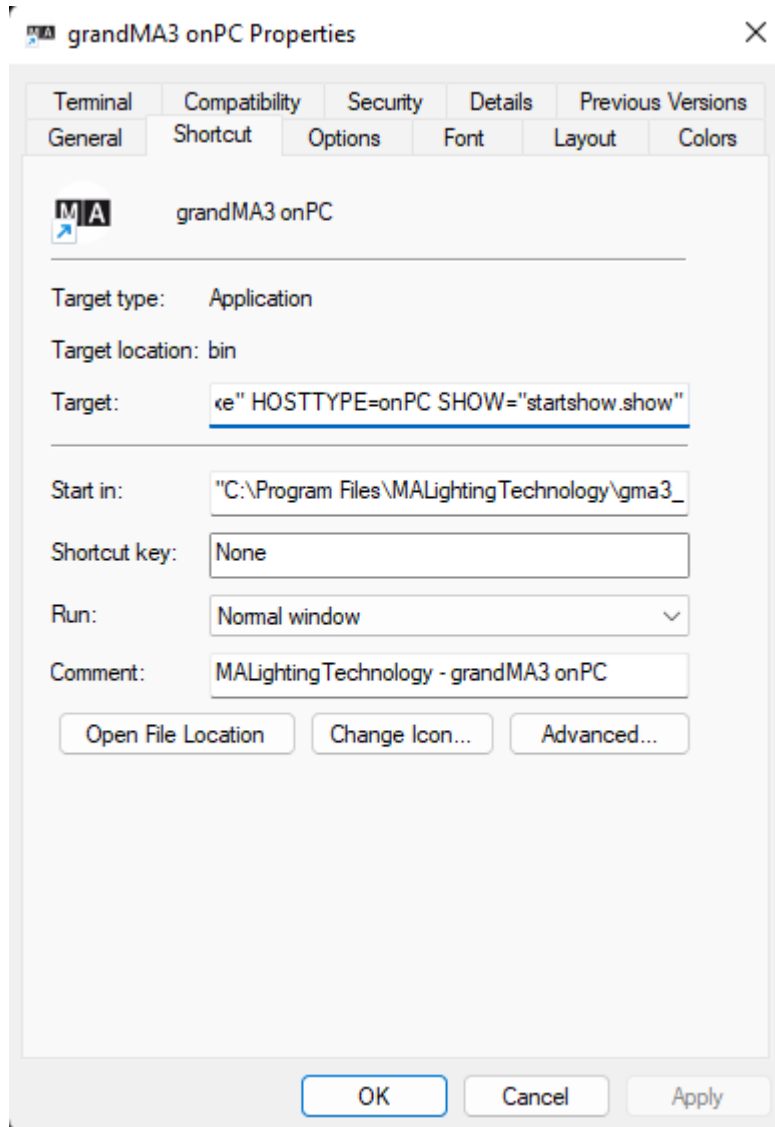 grandMA3 onPC Properties
Terminal Compatibility Security Details Previous Versions
General Shortcut Options Font Layout Colors
MA grandMA3 onPC
Target type: Application
Target location: bin
Target: xe" HOSTTYPE=onPC SHOW="startshow.show"
Start in: "C:\Program Files\MALightingTechnology\gma3_
Shortcut key: None
Run: Normal window
Comment: MALightingTechnology - grandMA3 onPC
Open File Location Change Icon... Advanced...
OK Cancel Apply